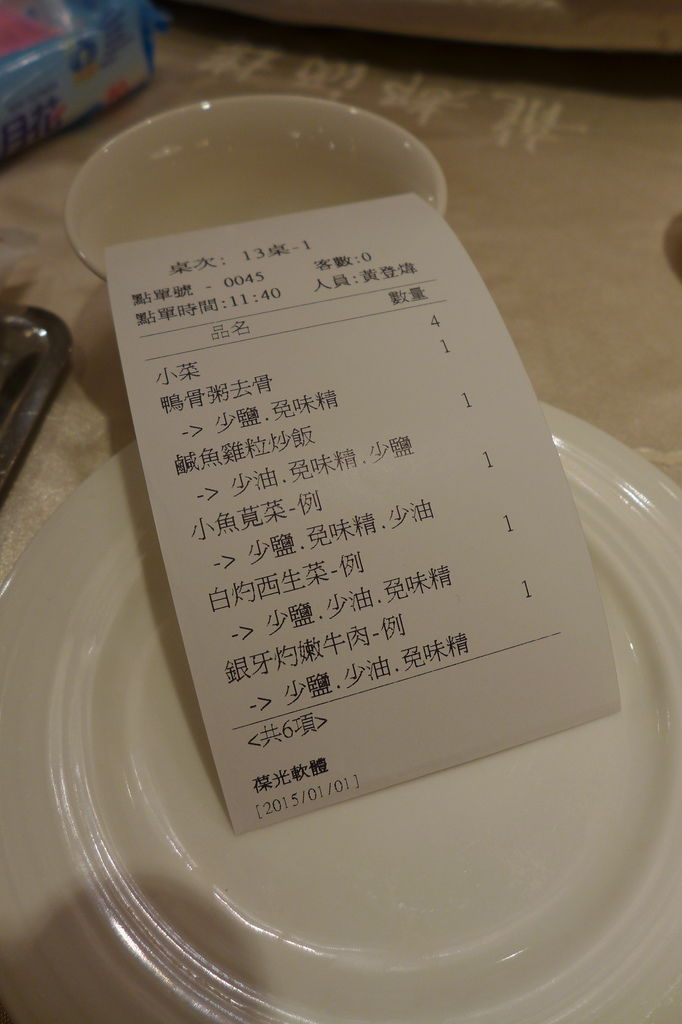 桌次: 13桌-1
點單號 - 0045 客數:0
點單時間:11:40 人員:黃登煒
品名 數量
小菜 4
鴨骨粥去骨 1
-> 少鹽.免味精
鹹魚雞粒炒飯 1
-> 少油.免味精.少鹽
小魚莧菜-例 1
-> 少鹽.免味精.少油
白灼西生菜-例 1
-> 少鹽.少油.免味精
銀牙灼嫩牛肉-例 1
-> 少鹽.少油.免味精
<共6項>
葆光軟體
[2015/01/01]